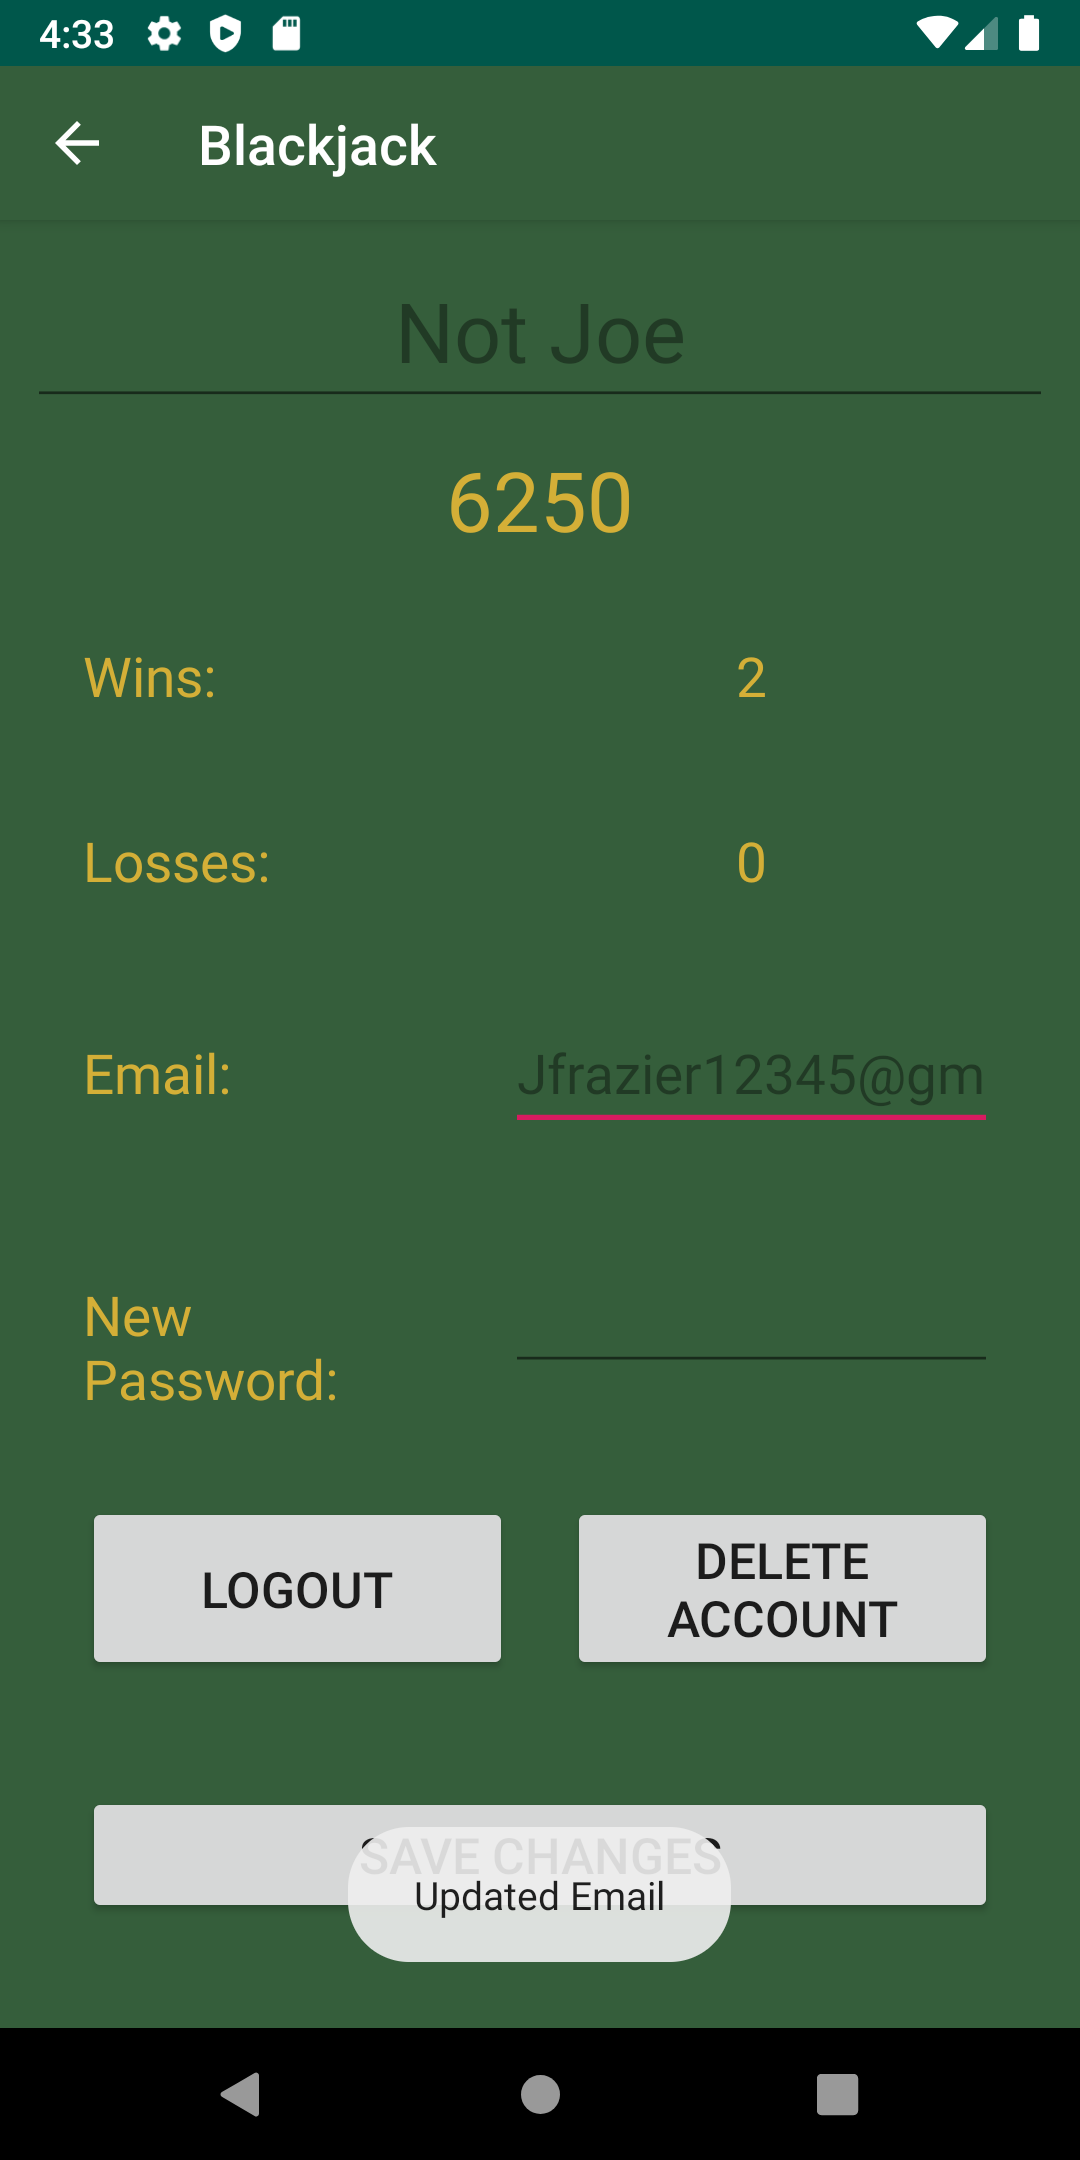 4:33
Blackjack
Not Joe
6250
Wins: 2
Losses: 0
Email: Jfrazier12345@gm
New
Password:
LOGOUT
DELETE
ACCOUNT
SAVE CHANGES
Updated Email